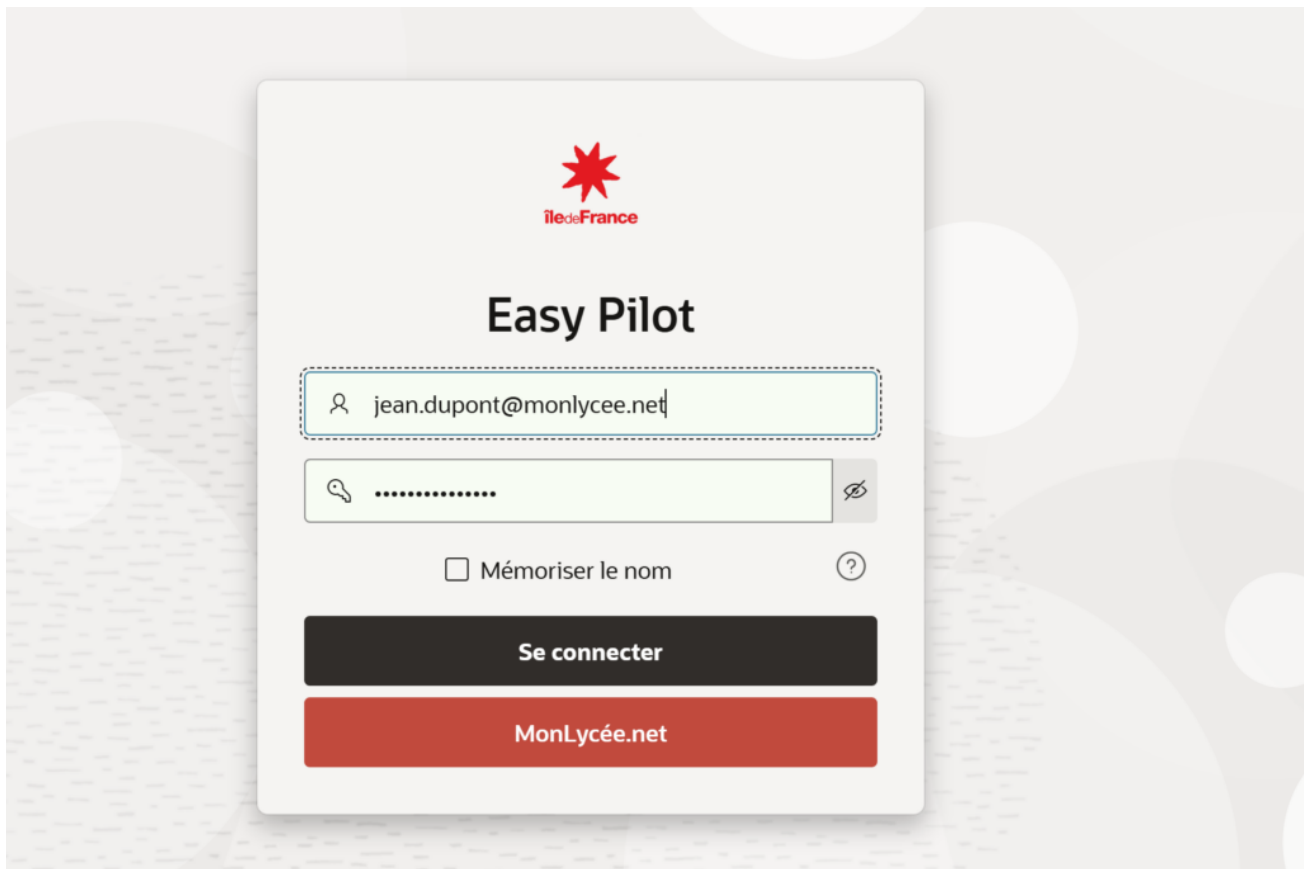 îledeFrance
Easy Pilot
jean.dupont@monlycee.net
•••••••••••••••
Mémoriser le nom
?
Se connecter
MonLycée.net